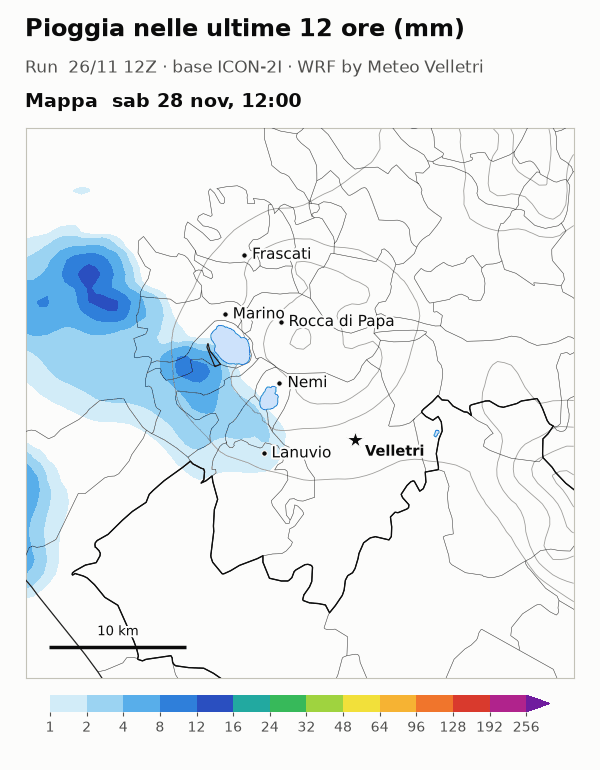 Pioggia nelle ultime 12 ore (mm)
Run  26/11 12Z · base ICON-2I · WRF by Meteo Velletri
Mappa  sab 28 nov, 12:00
Frascati
Marino
Rocca di Papa
Nemi
Velletri
Lanuvio
10 km
1 2 4 8 12 16 24 32 48 64 96 128 192 256